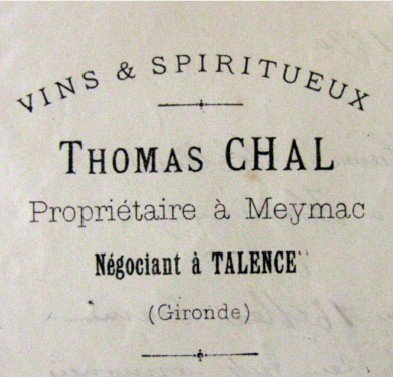 VINS & SPIRITUEUX
THOMAS CHAL
Propriétaire à Meymac
Négociant à TALENCE
(Gironde)